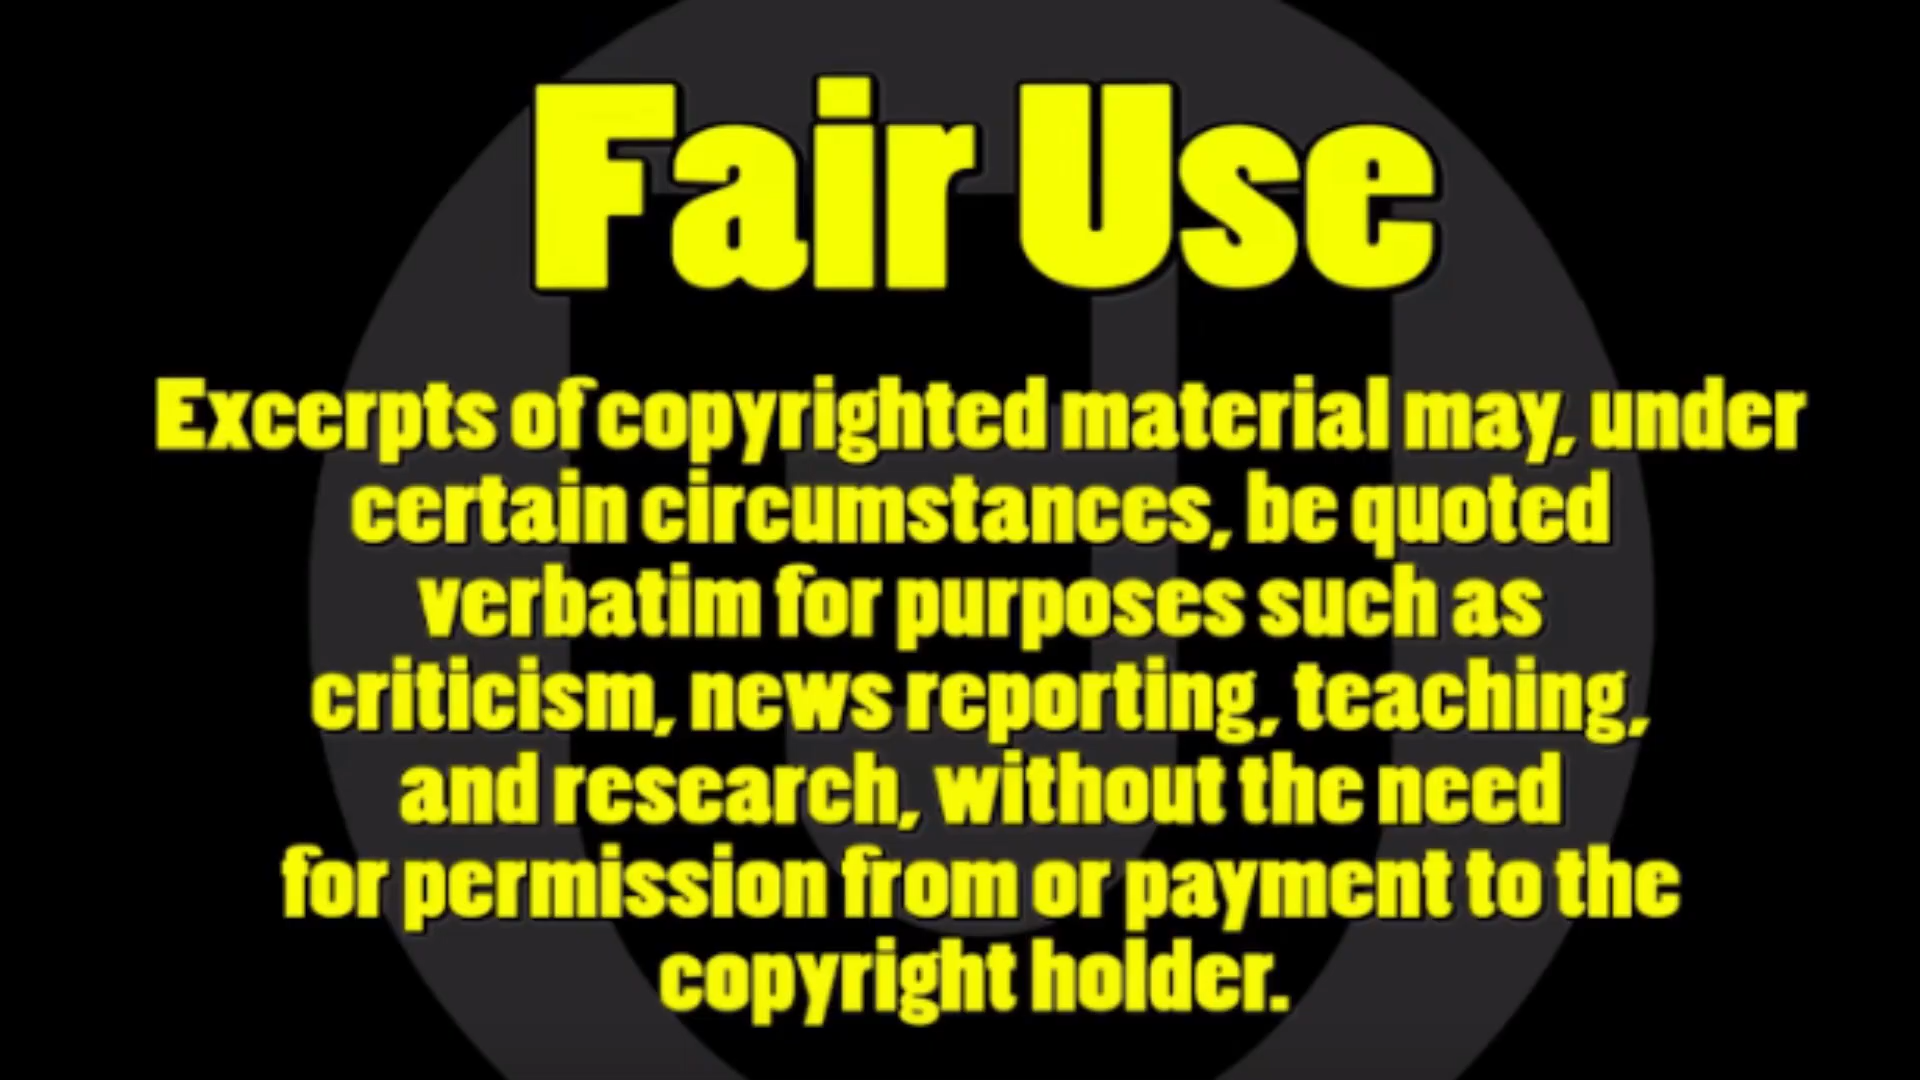 Fair Use
Excerpts of copyrighted material may, under
certain circumstances, be quoted
verbatim for purposes such as
criticism, news reporting, teaching,
and research, without the need
for permission from or payment to the
copyright holder.